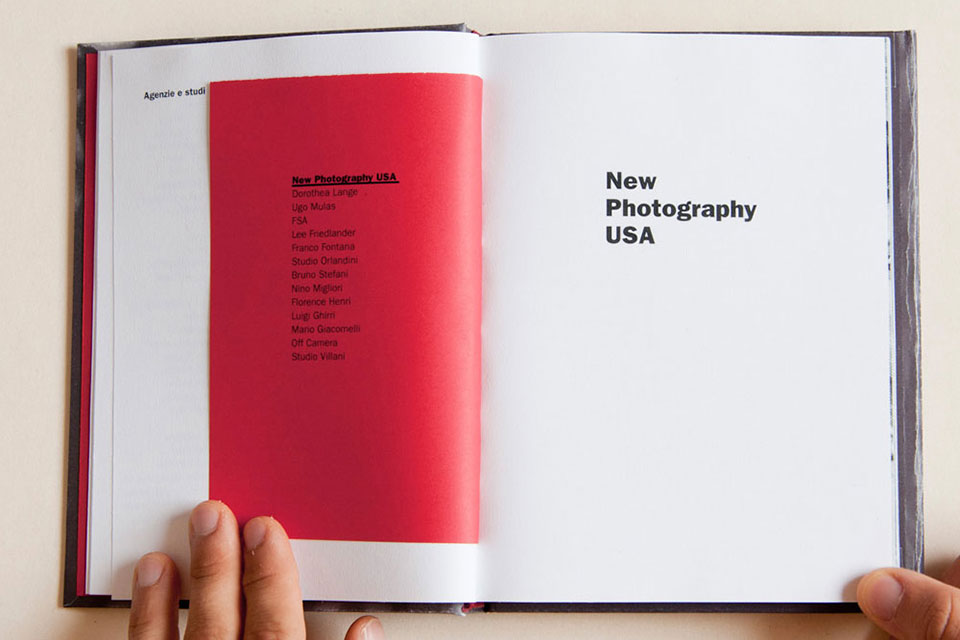 Agenzie e studi
New Photography USA
Dorothea Lange
Ugo Mulas
FSA
Lee Friedlander
Franco Fontana
Studio Orlandini
Bruno Stefani
Nino Migliori
Florence Henri
Luigi Ghirri
Mario Giacomelli
Off Camera
Studio Villani
New
Photography
USA